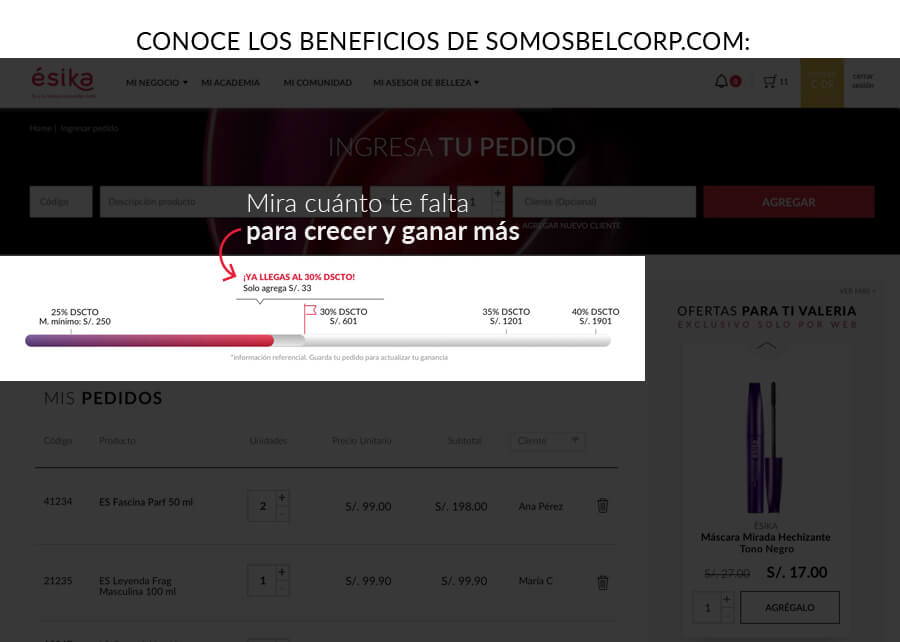 CONOCE LOS BENEFICIOS DE SOMOSBELCORP.COM:
ésika
MI NEGOCIO
MI ACADEMIA
MI COMUNIDAD
MI ASESOR DE BELLEZA
0
11
C-05
cerrar
sesión
Home | Ingresar pedido
INGRESA TU PEDIDO
Código
Descripción producto
1
+
-
Cliente (Opcional)
AGREGAR
AGREGAR NUEVO CLIENTE
Mira cuánto te falta
para crecer y ganar más
¡YA LLEGAS AL 30% DSCTO!
Solo agrega S/. 33
25% DSCTO
M. mínimo: S/. 250
30% DSCTO
S/. 601
35% DSCTO
S/. 1201
40% DSCTO
S/. 1901
*información referencial. Guarda tu pedido para actualizar tu ganancia
VER MÁS >
OFERTAS PARA TI VALERIA
EXCLUSIVO SOLO POR WEB
MIS PEDIDOS
Código Producto Unidades Precio Unitario Subtotal Cliente
41234 ES Fascina Parf 50 ml 2 + - S/. 99.00 S/. 198.00 Ana Pérez
21235 ES Leyenda Frag 1 + - S/. 99.90 S/. 99.90 María C
Masculina 100 ml
ÉSIKA
Máscara Mirada Hechizante
Tono Negro
S/. 27.00 S/. 17.00
1 + - AGRÉGALO